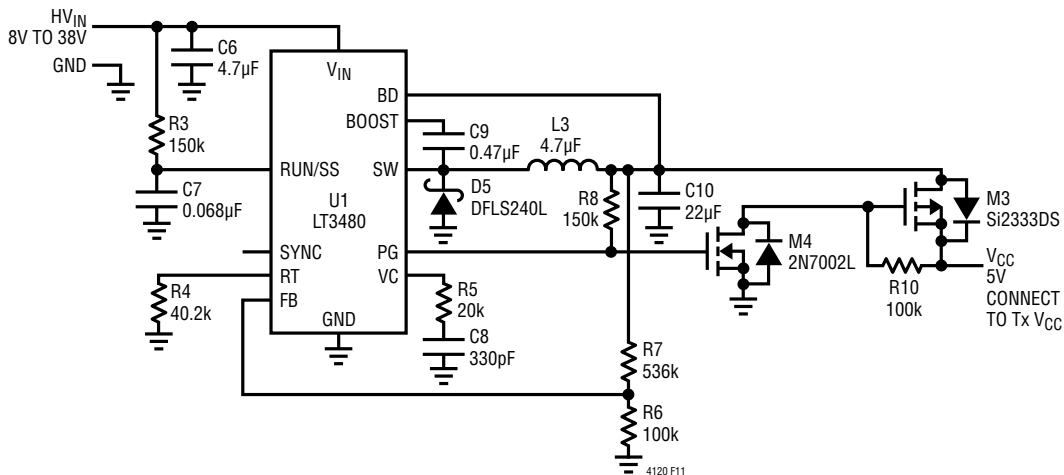 HVIN
8V TO 38V
GND
C6
4.7µF
R3
150k
C7
0.068µF
R4
40.2k
VIN
BD
BOOST
RUN/SS
SW
U1
LT3480
SYNC
PG
RT
VC
FB
GND
C9
0.47µF
L3
4.7µF
D5
DFLS240L
R8
150k
C10
22µF
M4
2N7002L
M3
Si2333DS
R10
100k
VCC
5V
CONNECT
TO Tx VCC
R5
20k
C8
330pF
R7
536k
R6
100k
4120 F11